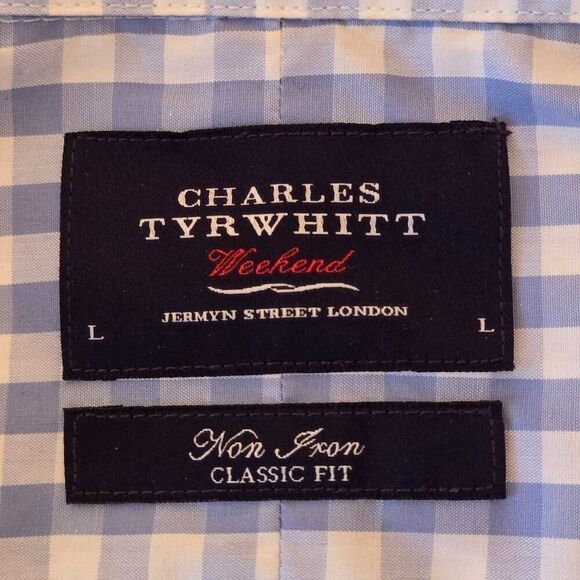 CHARLES
TYRWHITT
Weekend
JERMYN STREET LONDON
L L
Non Iron
CLASSIC FIT